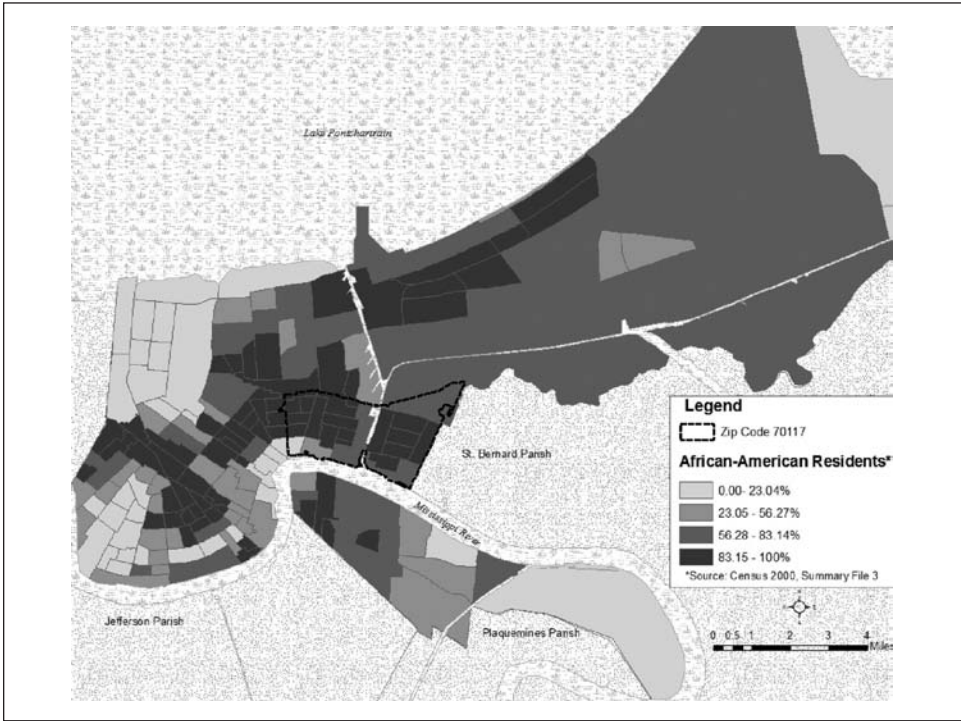 Lake Pontchartrain
Legend
Zip Code 70117
St. Bernard Parish
African-American Residents*
0.00- 23.04%
23.05 - 56.27%
56.28 - 83.14%
83.15 - 100%
*Source: Census 2000, Summary File 3
Mississippi River
Jefferson Parish
Plaquemines Parish
0 0.5 1 2 3 4
Miles